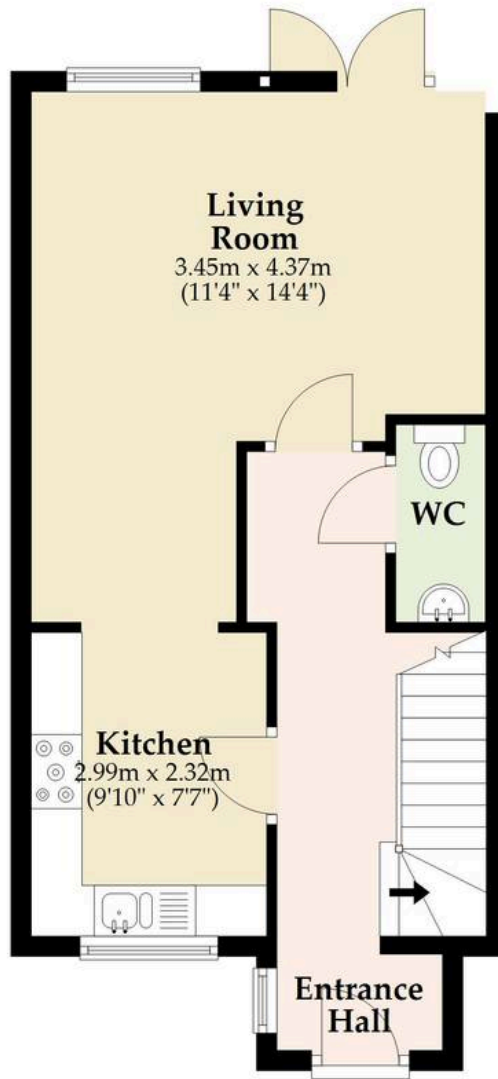 Living
Room
3.45m x 4.37m
(11'4" x 14'4")
WC
Kitchen
2.99m x 2.32m
(9'10" x 7'7")
Entrance
Hall